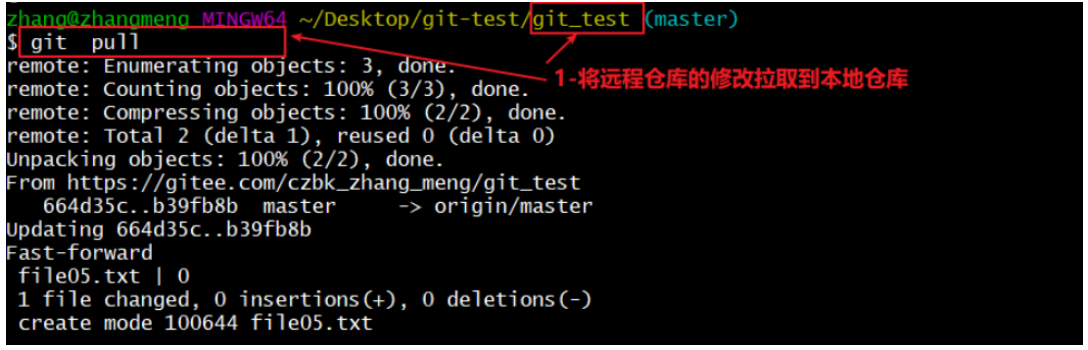 zhang@zhangmeng MINGW64 ~/Desktop/git-test/git_test (master)
$ git  pull
remote: Enumerating objects: 3, done.
1-将远程仓库的修改拉取到本地仓库
remote: Counting objects: 100% (3/3), done.
remote: Compressing objects: 100% (2/2), done.
remote: Total 2 (delta 1), reused 0 (delta 0)
Unpacking objects: 100% (2/2), done.
From https://gitee.com/czbk_zhang_meng/git_test
   664d35c..b39fb8b  master     -> origin/master
Updating 664d35c..b39fb8b
Fast-forward
 file05.txt | 0
 1 file changed, 0 insertions(+), 0 deletions(-)
 create mode 100644 file05.txt